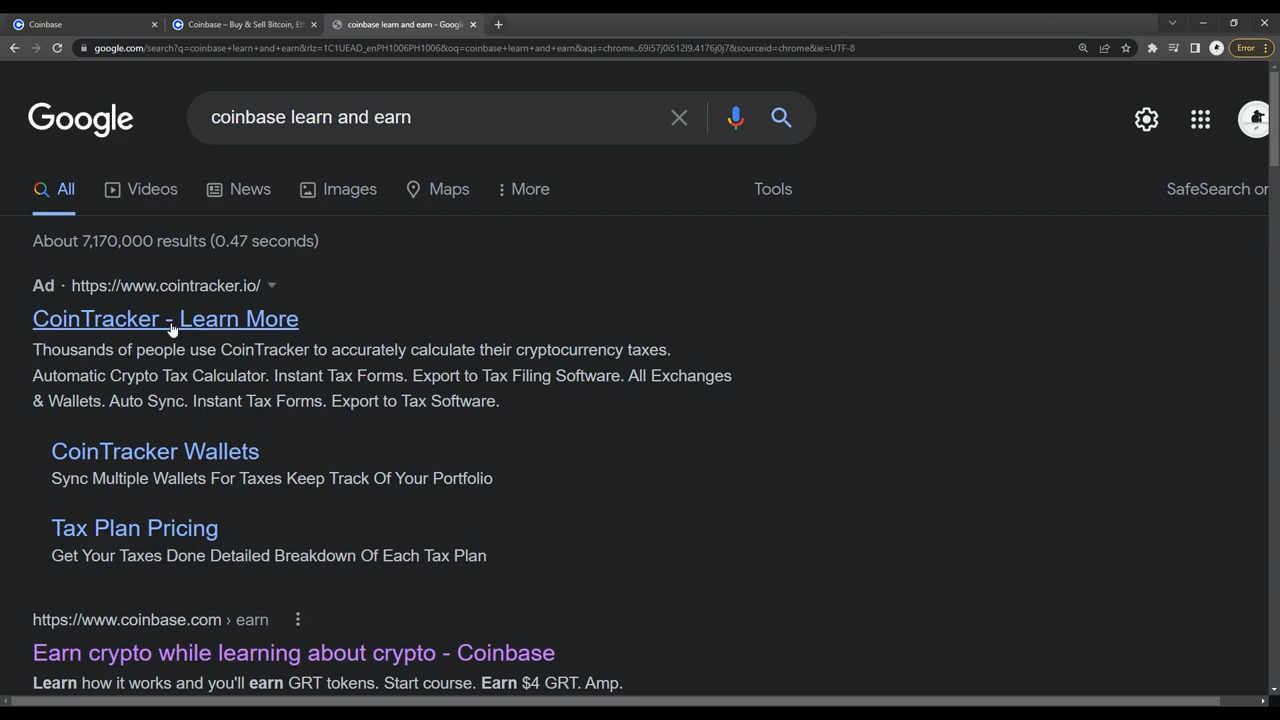 Coinbase
Coinbase – Buy & Sell Bitcoin, Et
coinbase learn and earn - Googl
google.com/search?q=coinbase+learn+and+earn&rlz=1C1UEAD_enPH1006PH1006&oq=coinbase+learn+and+earn&aqs=chrome..69i57j0i512l9.4176j0j7&sourceid=chrome&ie=UTF-8
Error
Google
coinbase learn and earn
All
Videos
News
Images
Maps
More
Tools
SafeSearch on
About 7,170,000 results (0.47 seconds)
Ad · https://www.cointracker.io/
CoinTracker - Learn More
Thousands of people use CoinTracker to accurately calculate their cryptocurrency taxes.
Automatic Crypto Tax Calculator. Instant Tax Forms. Export to Tax Filing Software. All Exchanges
& Wallets. Auto Sync. Instant Tax Forms. Export to Tax Software.
CoinTracker Wallets
Sync Multiple Wallets For Taxes Keep Track Of Your Portfolio
Tax Plan Pricing
Get Your Taxes Done Detailed Breakdown Of Each Tax Plan
https://www.coinbase.com › earn
Earn crypto while learning about crypto - Coinbase
Learn how it works and you'll earn GRT tokens. Start course. Earn $4 GRT. Amp.